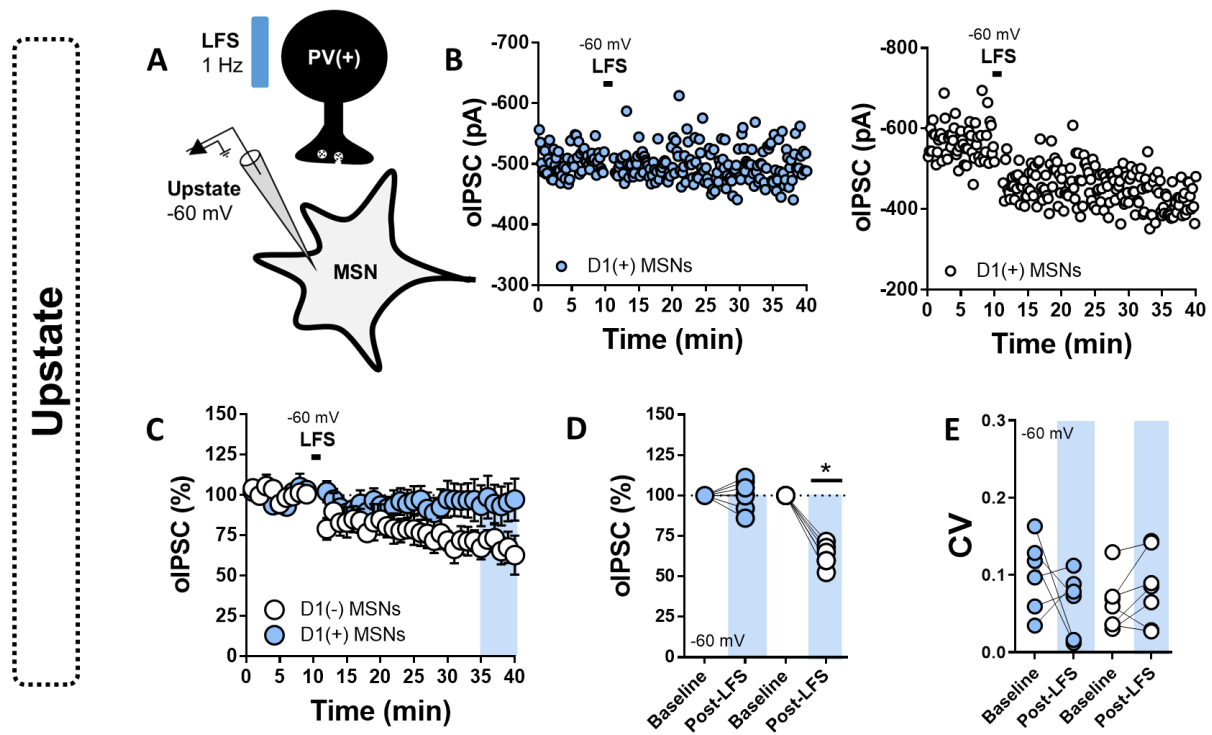 Upstate
A
LFS
1 Hz
PV(+)
Upstate
-60 mV
MSN
B
-60 mV
LFS
oIPSC (pA)
-700
-600
-500
-400
-300
0 5 10 15 20 25 30 35 40
Time (min)
D1(+) MSNs
-60 mV
LFS
oIPSC (pA)
-800
-600
-400
-200
0 5 10 15 20 25 30 35 40
Time (min)
D1(+) MSNs
C
-60 mV
LFS
oIPSC (%)
150
125
100
75
50
25
0
0 5 10 15 20 25 30 35 40
Time (min)
D1(-) MSNs
D1(+) MSNs
D
oIPSC (%)
150
100
50
25
0
*
-60 mV
Baseline
Post-LFS
Baseline
Post-LFS
E
CV
0.3
0.2
0.1
0.0
-60 mV
Baseline
Post-LFS
Baseline
Post-LFS